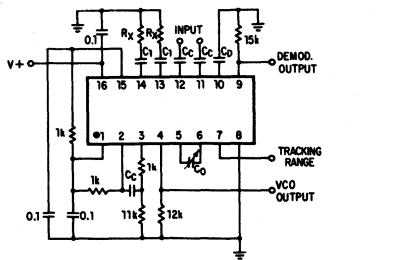 INPUT
RX RX
0.1
C1 C1 CC CC CD
15k
DEMOD.
OUTPUT
V+
16 15 14 13 12 11 10 9
1k
1 2 3 4 5 6 7 8
1k
CC
1k
CO
TRACKING
RANGE
VCO
OUTPUT
0.1
0.1
11k
12k